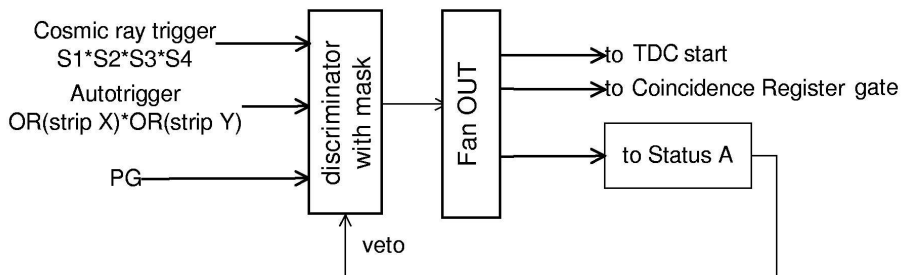 Cosmic ray trigger
S1*S2*S3*S4
Autotrigger
OR(strip X)*OR(strip Y)
PG
discriminator
with mask
Fan OUT
to TDC start
to Coincidence Register gate
to Status A
veto